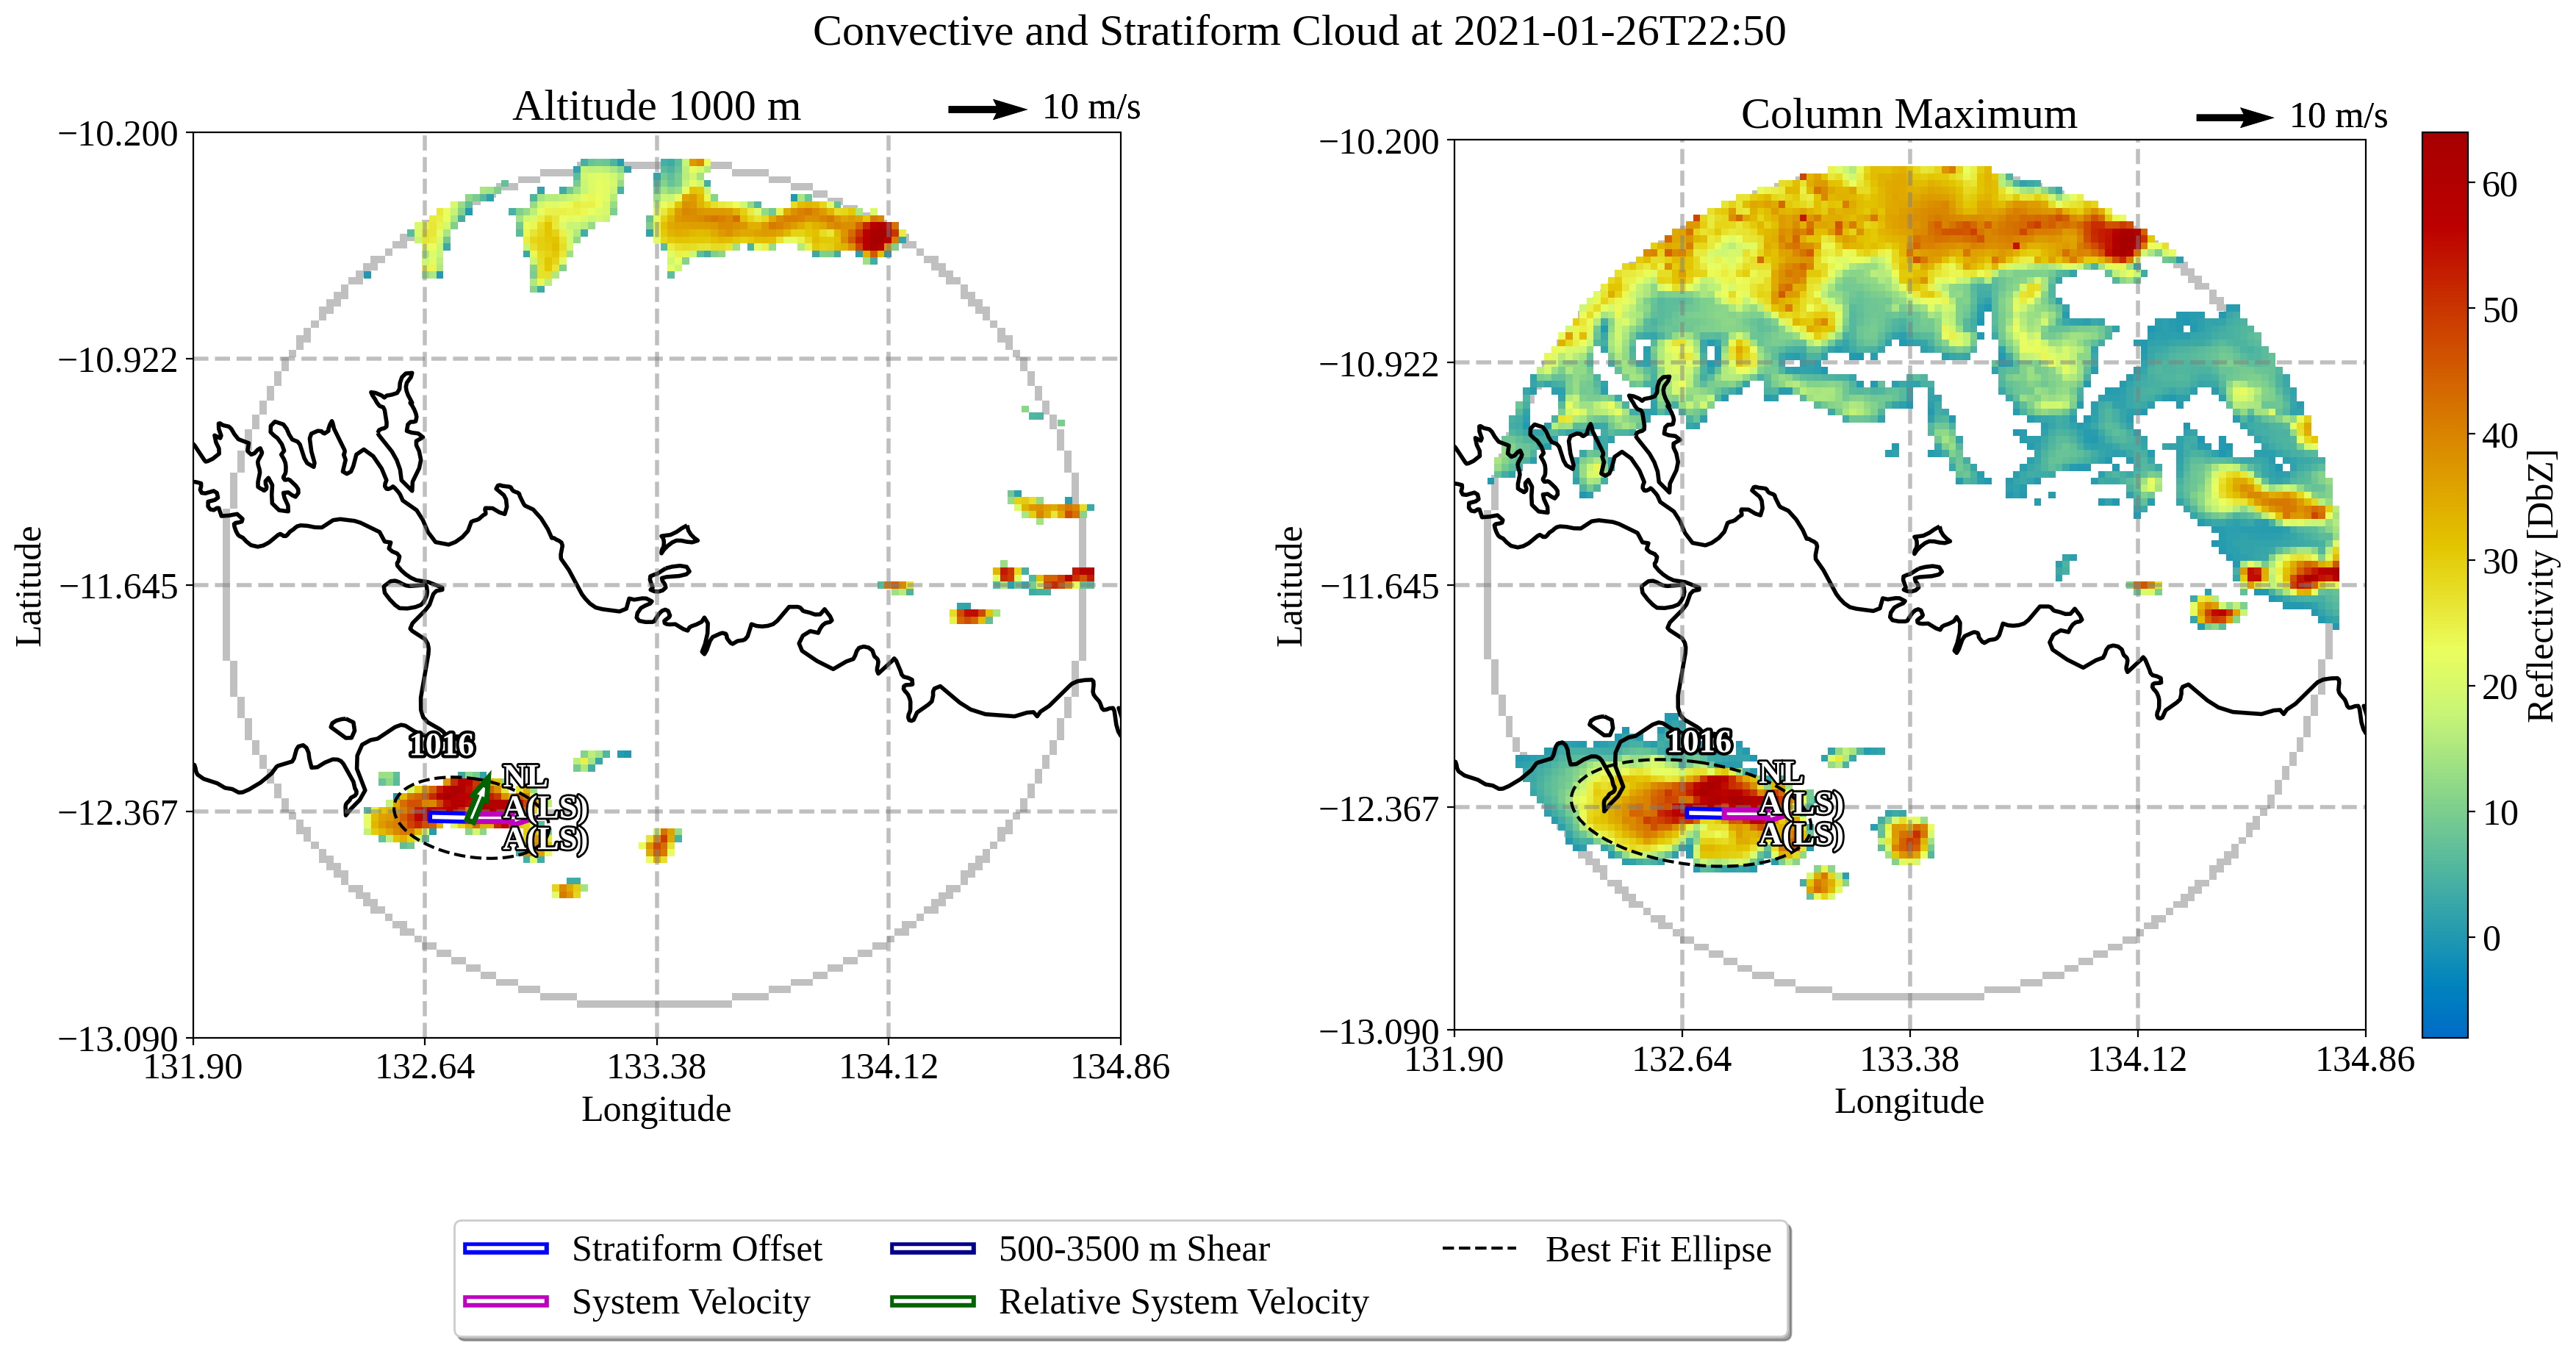 Convective and Stratiform Cloud at 2021-01-26T22:50
Altitude 1000 m
10 m/s
−10.200
−10.922
−11.645
−12.367
−13.090
Latitude
131.90
132.64
133.38
134.12
134.86
Longitude
1016
NL
A(LS)
A(LS)
Column Maximum
10 m/s
−10.200
−10.922
−11.645
−12.367
−13.090
Latitude
131.90
132.64
133.38
134.12
134.86
Longitude
1016
NL
A(LS)
A(LS)
60
50
40
30
20
10
0
Reflectivity [DbZ]
Stratiform Offset
System Velocity
500-3500 m Shear
Relative System Velocity
Best Fit Ellipse